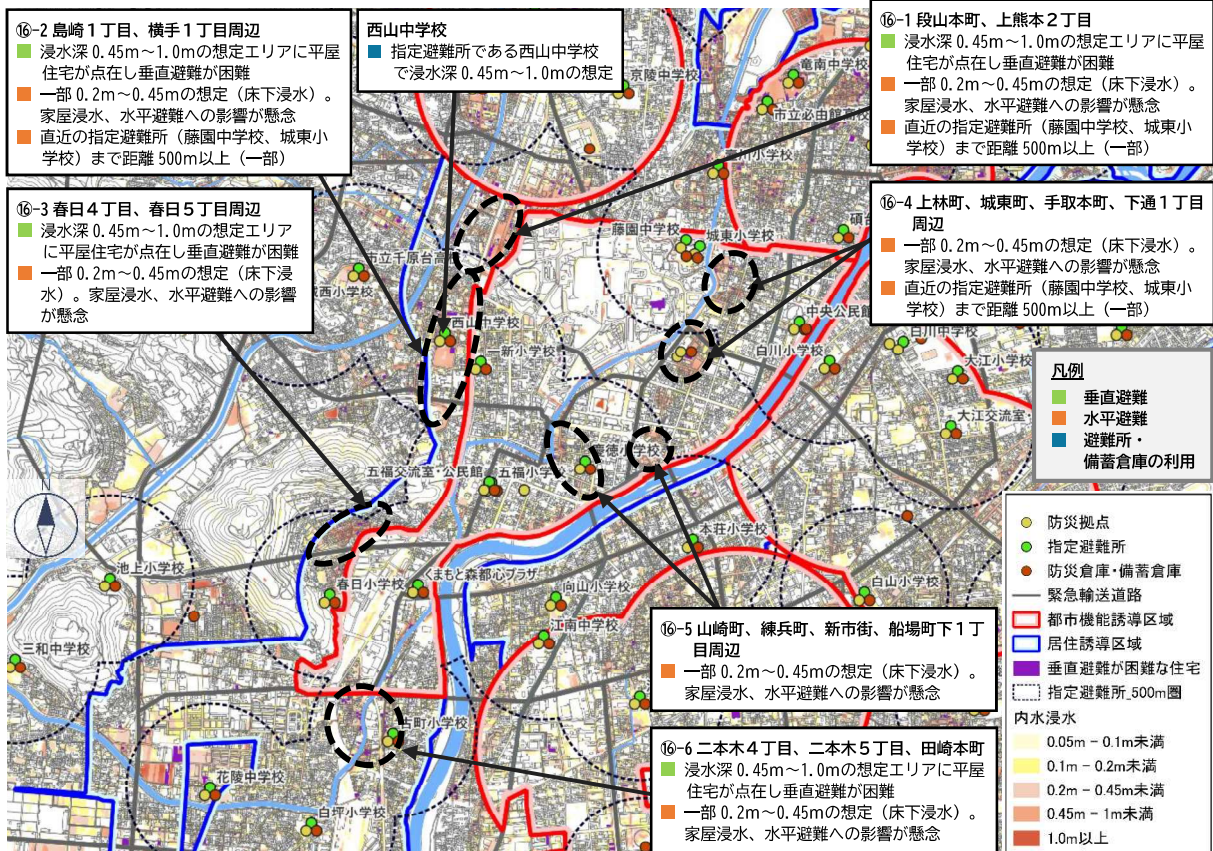 ⑯-2 島崎１丁目、横手１丁目周辺
浸水深 0.45m～1.0mの想定エリアに平屋
住宅が点在し垂直避難が困難
一部 0.2m～0.45mの想定（床下浸水）。
家屋浸水、水平避難への影響が懸念
直近の指定避難所（藤園中学校、城東小
学校）まで距離 500m以上（一部）
西山中学校
指定避難所である西山中学校
で浸水深 0.45m～1.0mの想定
⑯-1 段山本町、上熊本２丁目
浸水深 0.45m～1.0mの想定エリアに平屋
住宅が点在し垂直避難が困難
一部 0.2m～0.45mの想定（床下浸水）。
家屋浸水、水平避難への影響が懸念
直近の指定避難所（藤園中学校、城東小
学校）まで距離 500m以上（一部）
⑯-3 春日４丁目、春日５丁目周辺
浸水深 0.45m～1.0mの想定エリア
に平屋住宅が点在し垂直避難が困難
一部 0.2m～0.45mの想定（床下浸
水）。家屋浸水、水平避難への影響
が懸念
⑯-4 上林町、城東町、手取本町、下通１丁目
周辺
一部 0.2m～0.45mの想定（床下浸水）。
家屋浸水、水平避難への影響が懸念
直近の指定避難所（藤園中学校、城東小
学校）まで距離 500m以上（一部）
京陵中学校
竜南中学校
市立必由館
壺川小学校
碩台
藤園中学校
城東小学校
市立千原台高
城西小学校
西山中学校
一新小学校
中央公民館
白川小学校
白川中学校
大江小学校
大江交流室・
慶徳小学校
五福交流室・公民館
五福小学校
本荘小学校
池上小学校
春日小学校
くまもと森都心プラザ
向山小学校
白山小学校
江南中学校
三和中学校
古町小学校
花陵中学校
白坪小学校
凡例
垂直避難
水平避難
避難所・
備蓄倉庫の利用
N
⑯-5 山崎町、練兵町、新市街、船場町下１丁
目周辺
一部 0.2m～0.45mの想定（床下浸水）。
家屋浸水、水平避難への影響が懸念
⑯-6 二本木４丁目、二本木５丁目、田崎本町
浸水深 0.45m～1.0mの想定エリアに平屋
住宅が点在し垂直避難が困難
一部 0.2m～0.45mの想定（床下浸水）。
家屋浸水、水平避難への影響が懸念
防災拠点
指定避難所
防災倉庫・備蓄倉庫
緊急輸送道路
都市機能誘導区域
居住誘導区域
垂直避難が困難な住宅
指定避難所_500m圏
内水浸水
0.05m - 0.1m未満
0.1m - 0.2m未満
0.2m - 0.45m未満
0.45m - 1m未満
1.0m以上